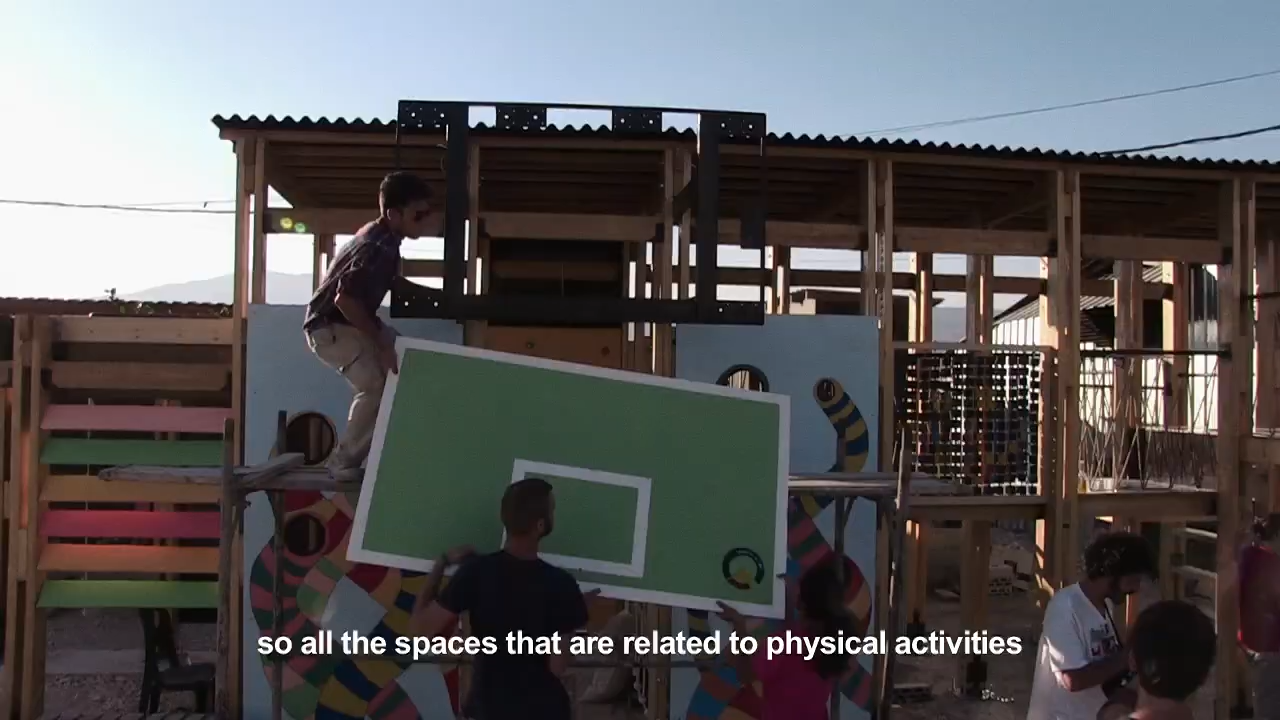 so all the spaces that are related to physical activities